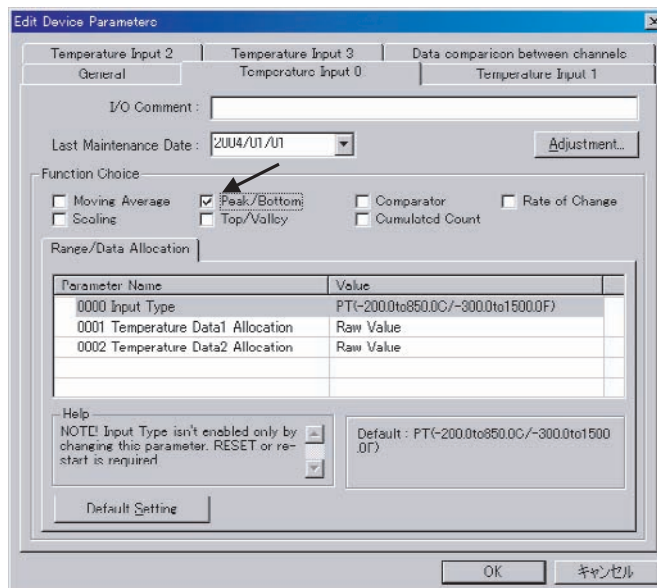 Edit Device Parameters
Temperature Input 2 Temperature Input 3 Data comparison between channels
General Temperature Input 0 Temperature Input 1
I/O Comment :
Last Maintenance Date : 2004/01/01 Adjustment...
Function Choice
Moving Average Peak/Bottom Comparator Rate of Change
Scaling Top/Valley Cumulated Count
Range/Data Allocation
Parameter Name Value
0000 Input Type PT(-200.0to850.0C/-300.0to1500.0F)
0001 Temperature Data1 Allocation Raw Value
0002 Temperature Data2 Allocation Raw Value
Help
NOTE! Input Type isn't enabled only by
changing this parameter. RESET or re-
start is required
Default : PT(-200.0to850.0C/-300.0to1500
.0F)
Default Setting
OK キャンセル